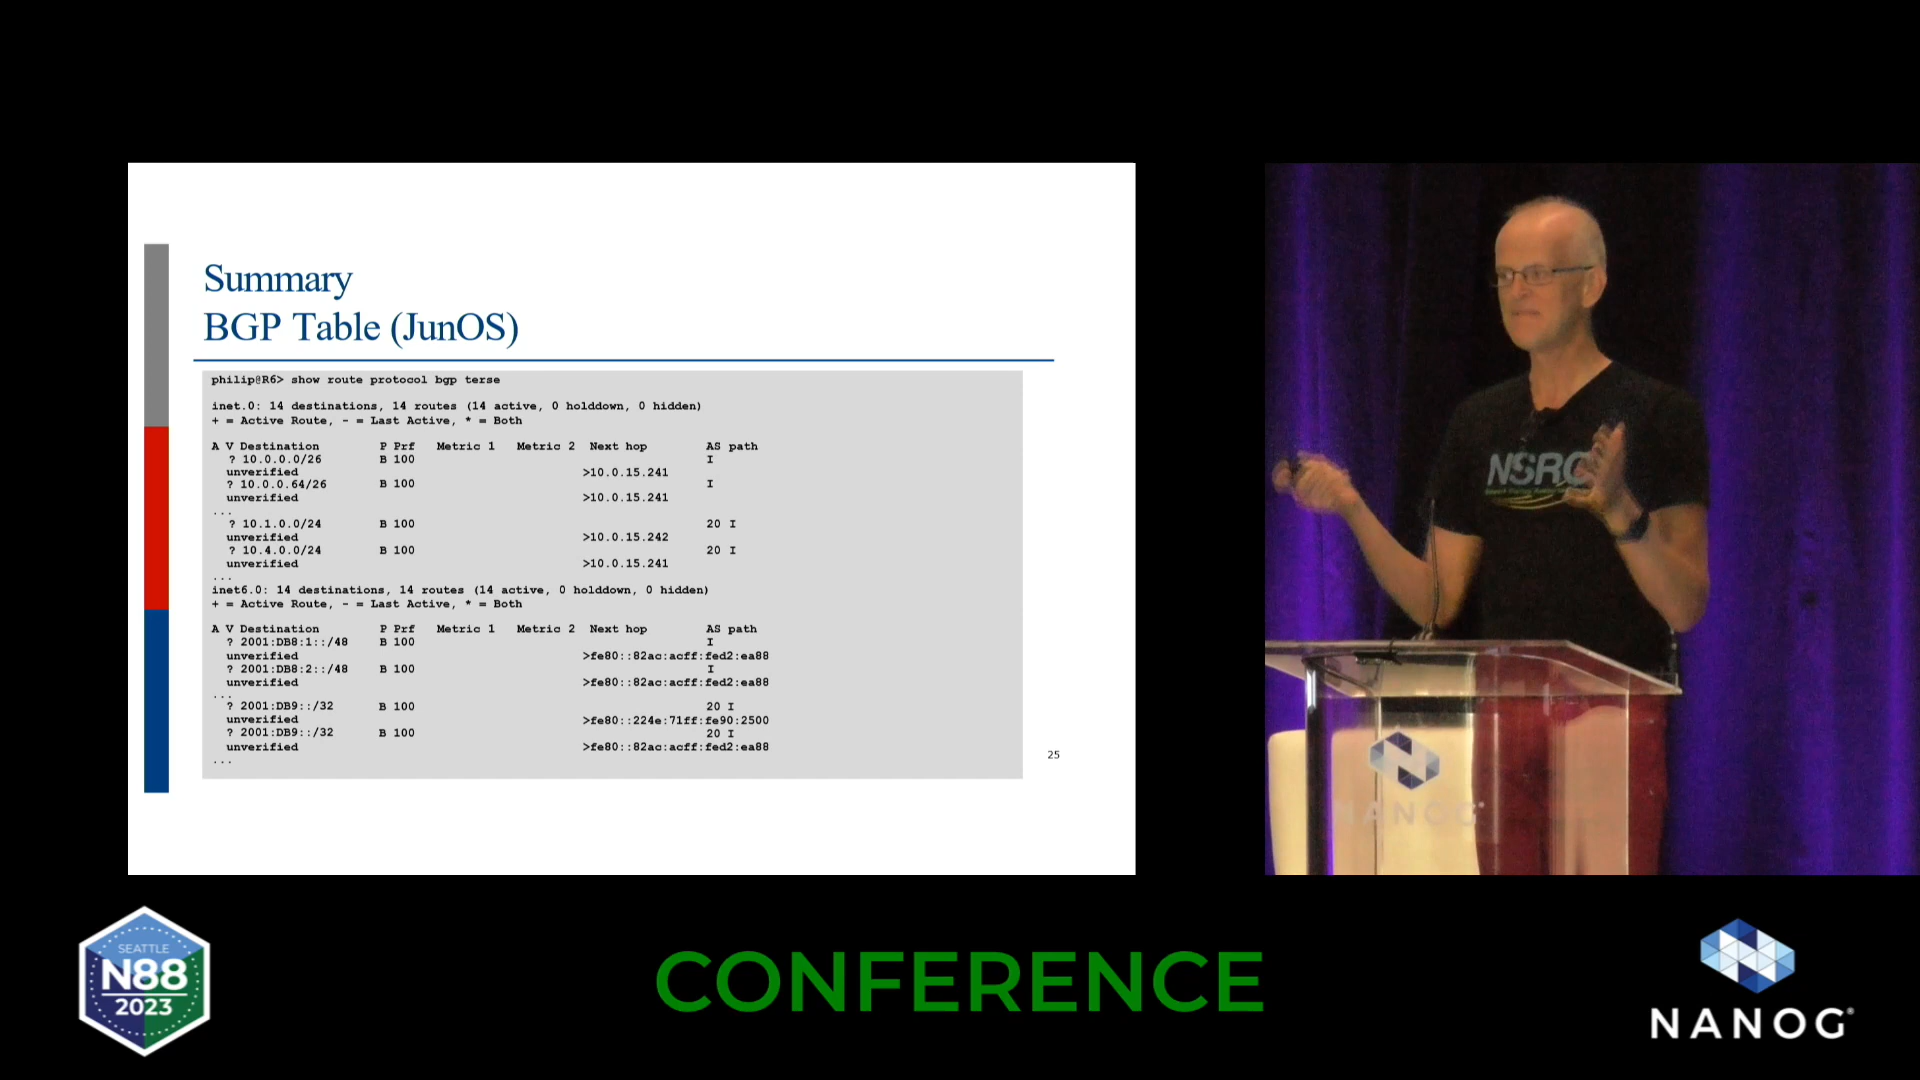 Summary
BGP Table (JunOS)
philip@R6> show route protocol bgp terse
inet.0: 14 destinations, 14 routes (14 active, 0 holddown, 0 hidden)
+ = Active Route, - = Last Active, * = Both
A V Destination P Prf Metric 1 Metric 2 Next hop AS path
? 10.0.0.0/26 B 100 I
unverified >10.0.15.241
? 10.0.0.64/26 B 100 I
unverified >10.0.15.241
...
? 10.1.0.0/24 B 100 20 I
unverified >10.0.15.242
? 10.4.0.0/24 B 100 20 I
unverified >10.0.15.241
...
inet6.0: 14 destinations, 14 routes (14 active, 0 holddown, 0 hidden)
+ = Active Route, - = Last Active, * = Both
A V Destination P Prf Metric 1 Metric 2 Next hop AS path
? 2001:DB8:1::/48 B 100 I
unverified >fe80::82ac:acff:fed2:ea88
? 2001:DB8:2::/48 B 100 I
unverified >fe80::82ac:acff:fed2:ea88
...
? 2001:DB9::/32 B 100 20 I
unverified >fe80::224e:71ff:fe90:2500
? 2001:DB9::/32 B 100 20 I
unverified >fe80::82ac:acff:fed2:ea88
...
25
NSRC
NANOG
SEATTLE
N88
2023
CONFERENCE
NANOG®